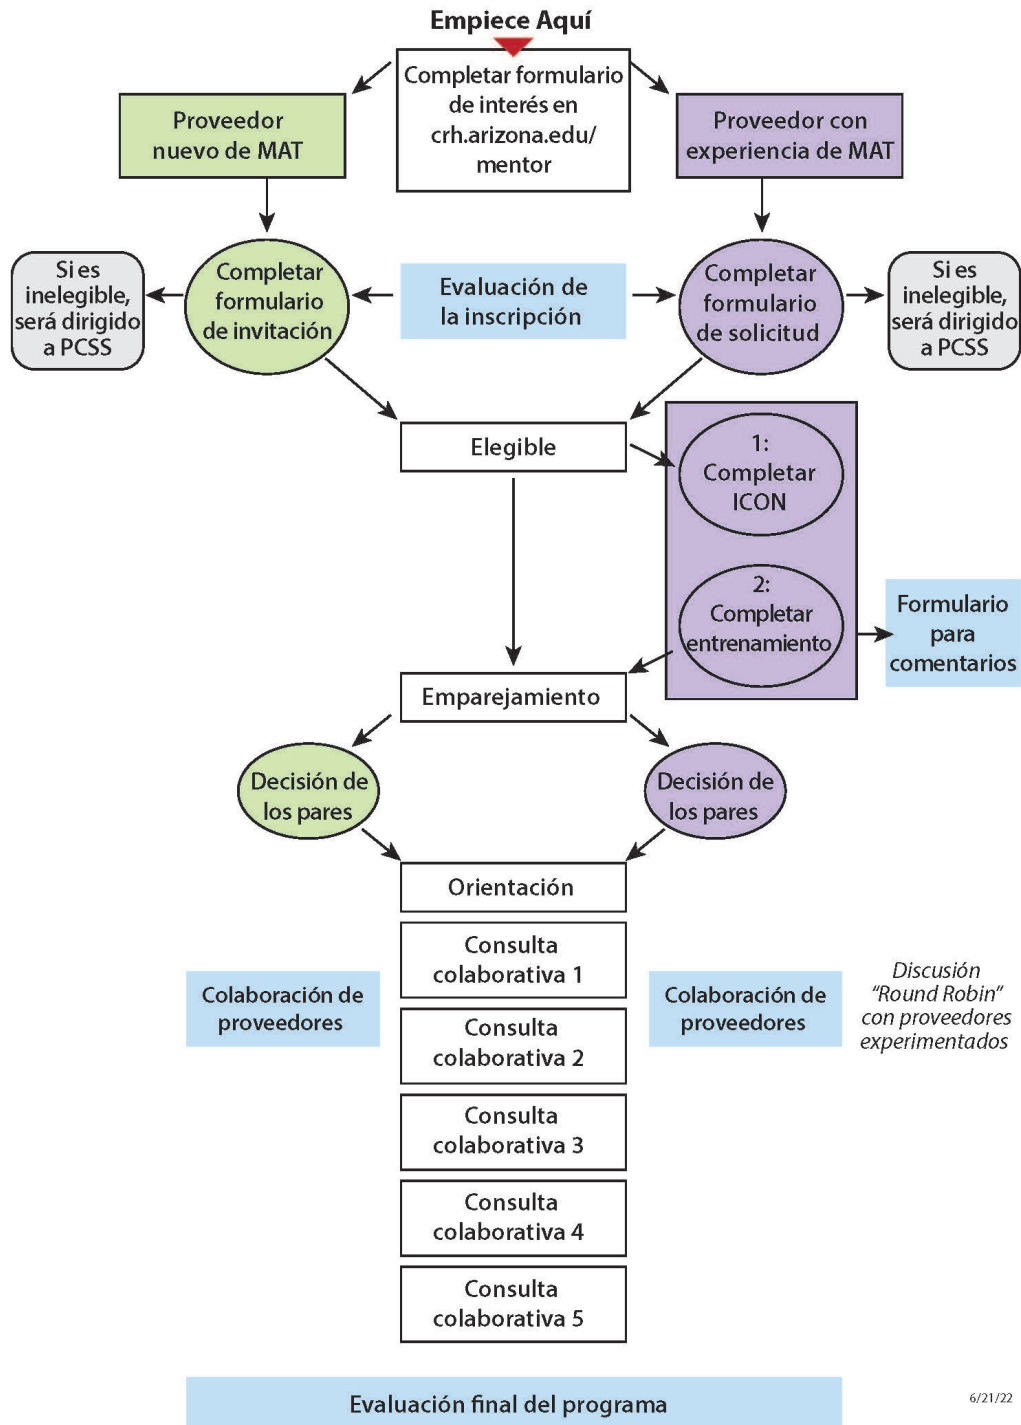 Empiece Aquí
Completar formulario
de interés en
crh.arizona.edu/
mentor
Proveedor
nuevo de MAT
Proveedor con
experiencia de MAT
Si es
inelegible,
será dirigido
a PCSS
Completar
formulario
de invitación
Evaluación de
la inscripción
Completar
formulario
de solicitud
Si es
inelegible,
será dirigido
a PCSS
Elegible
1:
Completar
ICON
2:
Completar
entrenamiento
Formulario
para
comentarios
Emparejamiento
Decisión de
los pares
Decisión de
los pares
Orientación
Consulta
colaborativa 1
Colaboración de
proveedores
Colaboración de
proveedores
Discusión
"Round Robin"
con proveedores
experimentados
Consulta
colaborativa 2
Consulta
colaborativa 3
Consulta
colaborativa 4
Consulta
colaborativa 5
Evaluación final del programa
6/21/22